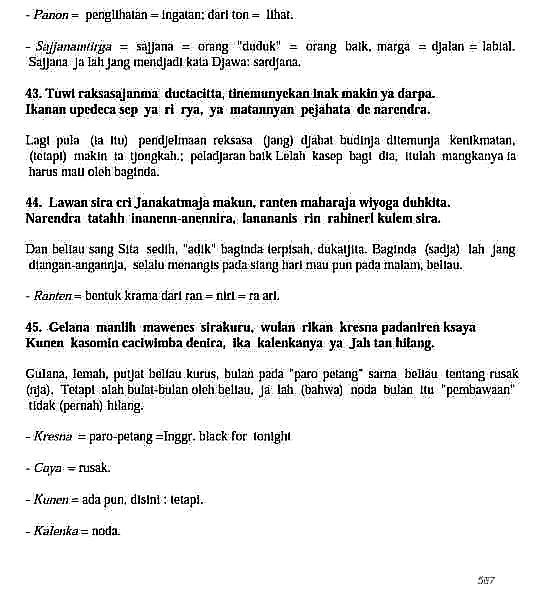 - Panon = penglihatan = ingatan; dari ton = lihat.
- Sajjanamarga = sajjana = orang "duduk" = orang baik, marga = djalan = labial.
Sajjana ja lah jang mendjadi kata Djawa: sardjana.
43. Tuwi raksasajanma ductacitta, tinemunyekan inak makin ya darpa.
Ikanan upedeca sep ya ri rya, ya matannyan pejahata de narendra.
Lagi pula (ia itu) pendjelmaan reksasa (jang) djahat budinja ditemunja kenikmatan,
(tetapi) makin ia tjongkah.; peladjaran baik Lelah kasep bagi dia, itulah mangkanya ia
harus mati oleh baginda.
44. Lawan sira cri Janakatmaja makun, ranten maharaja wiyoga duhkita.
Narendra tatahh inanenn-anennira, lanananis rin rahineri kulem sira.
Dan beliau sang Sita sedih, "adik" baginda terpisah, dukatjita. Baginda (sadja) lah jang
diangan-angannja, selalu menangis pada siang hari mau pun pada malam, beliau.
- Ranten = bentuk krama dari ran = niri = ra ari.
45. Gelana manlih mawenes sirakuru, wulan rikan kresna padaniren ksaya
Kunen kasomin caciwimba denira, ika kalenkanya ya Jah tan hilang.
Gulana, lemah, putjat beliau kurus, bulan pada "paro petang" sama beliau tentang rusak
(nja). Tetapi alah bulat-bulan oleh beliau, ja lah (bahwa) noda bulan itu "pembawaan"
tidak (pernah) hilang.
- Kresna = paro-petang =Inggr. black for tonight
- Caya = rusak.
- Kunen = ada pun, disini : tetapi.
- Kalenka = noda.
567